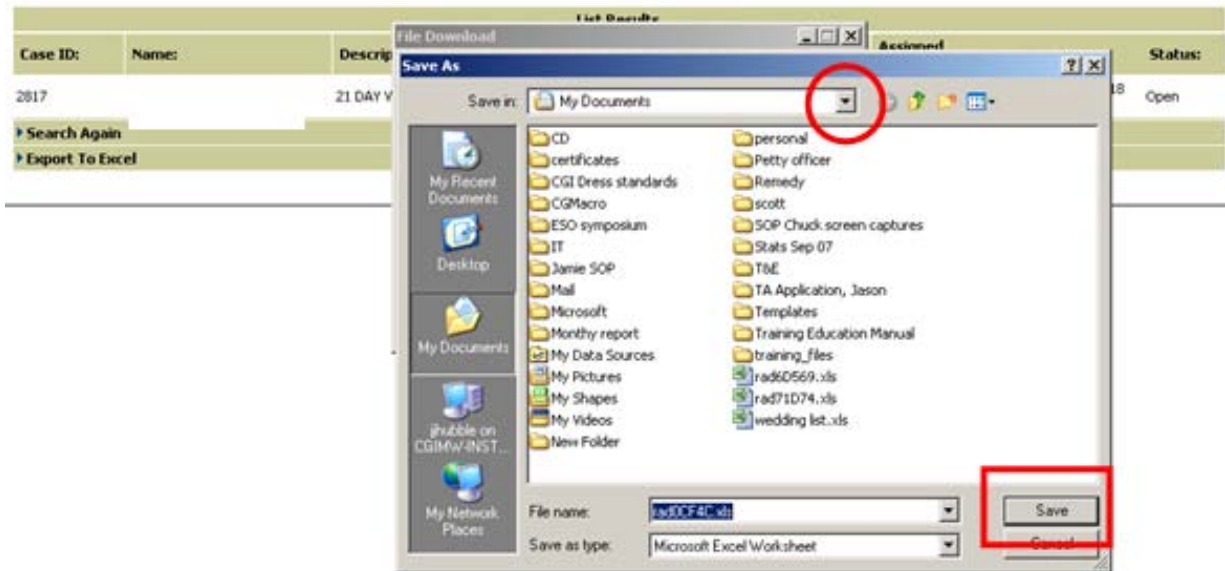 List Results
File Download
Case ID:
Name:
Descrip
Assigned
Status:
2817
21 DAY V
18
Open
Search Again
Export To Excel
Save As
Save in:
My Documents
My Recent Documents
Desktop
My Documents
jjhubble on CGIMW-INST...
My Network Places
CD
certificates
CGI Dress standards
CGMacro
ESO symposium
IT
Jamie SOP
Mail
Microsoft
Monthy report
My Data Sources
My Pictures
My Shapes
My Videos
New Folder
personal
Petty officer
Remedy
scott
SOP Chuck screen captures
Stats Sep 07
T&E
TA Application, Jason
Templates
Training Education Manual
training_files
rad6D569.xls
rad71D74.xls
wedding list.xls
File name:
rad0CF4C.xls
Save
Save as type:
Microsoft Excel Worksheet
Cancel